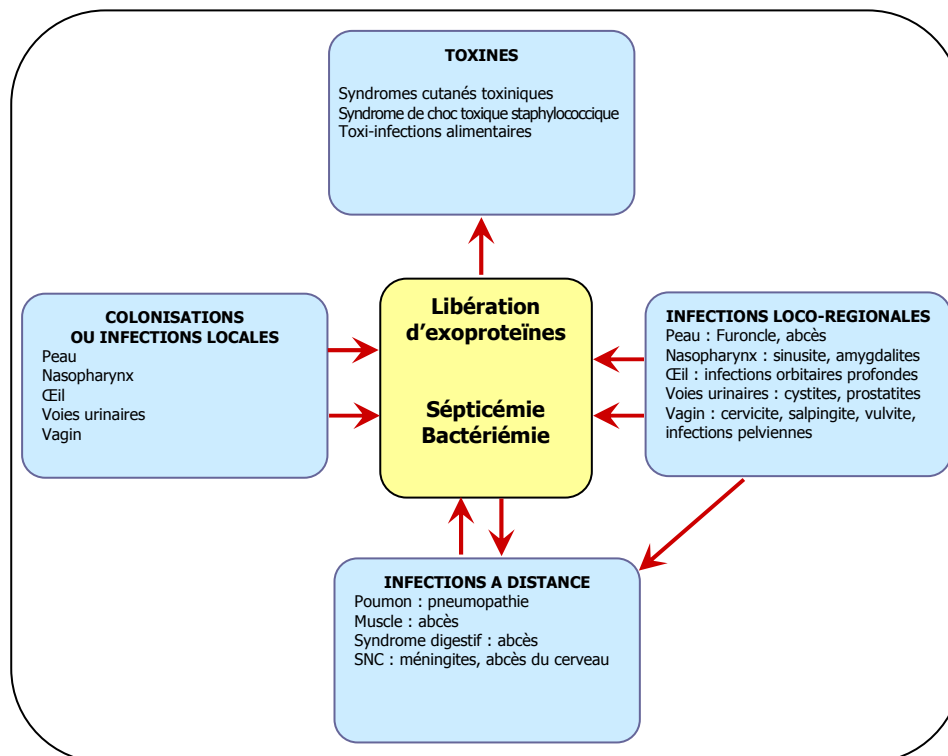 TOXINES
Syndromes cutanés toxiniques
Syndrome de choc toxique staphylococcique
Toxi-infections alimentaires
COLONISATIONS
OU INFECTIONS LOCALES
Peau
Nasopharynx
Œil
Voies urinaires
Vagin
Libération
d'exoproteïnes
Sépticémie
Bactériémie
INFECTIONS LOCO-REGIONALES
Peau : Furoncle, abcès
Nasopharynx : sinusite, amygdalites
Œil : infections orbitaires profondes
Voies urinaires : cystites, prostatites
Vagin : cervicite, salpingite, vulvite,
infections pelviennes
INFECTIONS A DISTANCE
Poumon : pneumopathie
Muscle : abcès
Syndrome digestif : abcès
SNC : méningites, abcès du cerveau